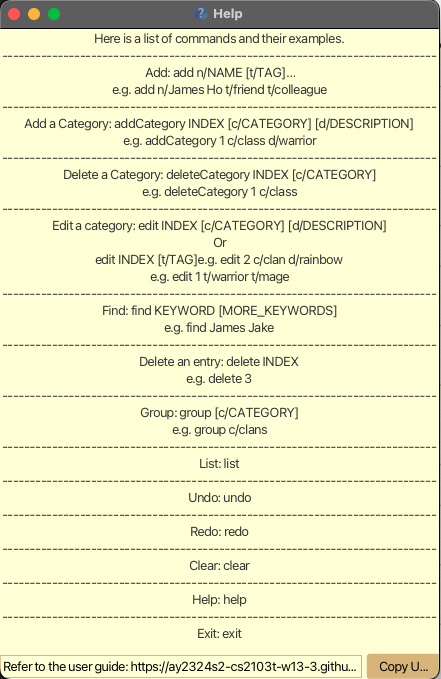 Help
Here is a list of commands and their examples.
Add: add n/NAME [t/TAG]...
e.g. add n/James Ho t/friend t/colleague
Add a Category: addCategory INDEX [c/CATEGORY] [d/DESCRIPTION]
e.g. addCategory 1 c/class d/warrior
Delete a Category: deleteCategory INDEX [c/CATEGORY]
e.g. deleteCategory 1 c/class
Edit a category: edit INDEX [c/CATEGORY] [d/DESCRIPTION]
Or
edit INDEX [t/TAG]e.g. edit 2 c/clan d/rainbow
e.g. edit 1 t/warrior t/mage
Find: find KEYWORD [MORE_KEYWORDS]
e.g. find James Jake
Delete an entry: delete INDEX
e.g. delete 3
Group: group [c/CATEGORY]
e.g. group c/clans
List: list
Undo: undo
Redo: redo
Clear: clear
Help: help
Exit: exit
Refer to the user guide: https://ay2324s2-cs2103t-w13-3.githu...
Copy U...